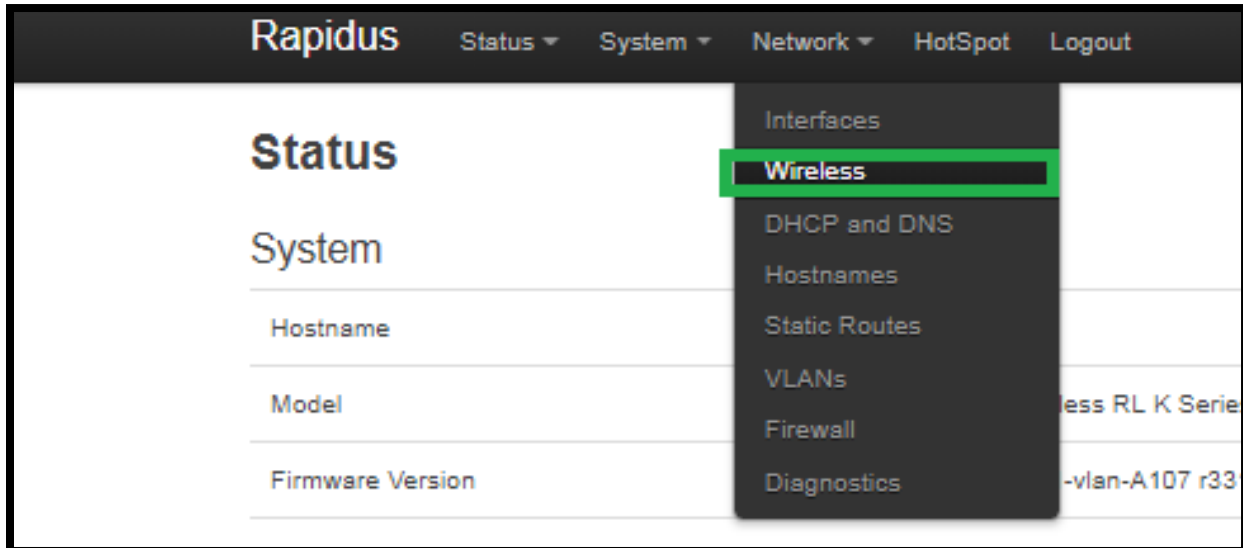 Rapidus Status System Network HotSpot Logout
Interfaces
Wireless
DHCP and DNS
Hostnames
Static Routes
VLANs
Firewall
Diagnostics
Status
System
Hostname
Model less RL K Serie
Firmware Version -vlan-A107 r33